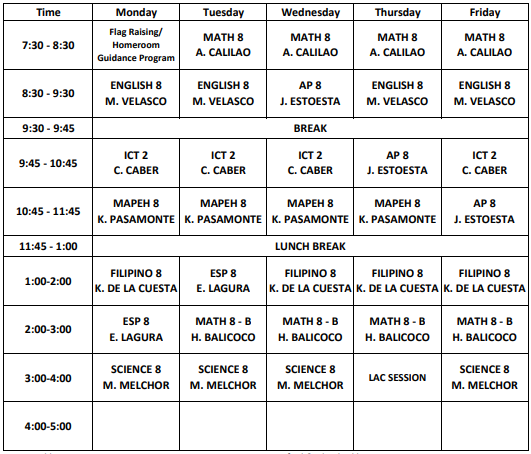 Time Monday Tuesday Wednesday Thursday Friday
7:30 - 8:30
Flag Raising/
Homeroom
Guidance Program
MATH 8
A. CALILAO
MATH 8
A. CALILAO
MATH 8
A. CALILAO
MATH 8
A. CALILAO
8:30 - 9:30
ENGLISH 8
M. VELASCO
ENGLISH 8
M. VELASCO
AP 8
J. ESTOESTA
ENGLISH 8
M. VELASCO
ENGLISH 8
M. VELASCO
9:30 - 9:45 BREAK
9:45 - 10:45
ICT 2
C. CABER
ICT 2
C. CABER
ICT 2
C. CABER
AP 8
J. ESTOESTA
ICT 2
C. CABER
10:45 - 11:45
MAPEH 8
K. PASAMONTE
MAPEH 8
K. PASAMONTE
MAPEH 8
K. PASAMONTE
MAPEH 8
K. PASAMONTE
AP 8
J. ESTOESTA
11:45 - 1:00 LUNCH BREAK
1:00-2:00
FILIPINO 8
K. DE LA CUESTA
ESP 8
E. LAGURA
FILIPINO 8
K. DE LA CUESTA
FILIPINO 8
K. DE LA CUESTA
FILIPINO 8
K. DE LA CUESTA
2:00-3:00
ESP 8
E. LAGURA
MATH 8 - B
H. BALICOCO
MATH 8 - B
H. BALICOCO
MATH 8 - B
H. BALICOCO
MATH 8 - B
H. BALICOCO
3:00-4:00
SCIENCE 8
M. MELCHOR
SCIENCE 8
M. MELCHOR
SCIENCE 8
M. MELCHOR
LAC SESSION
SCIENCE 8
M. MELCHOR
4:00-5:00